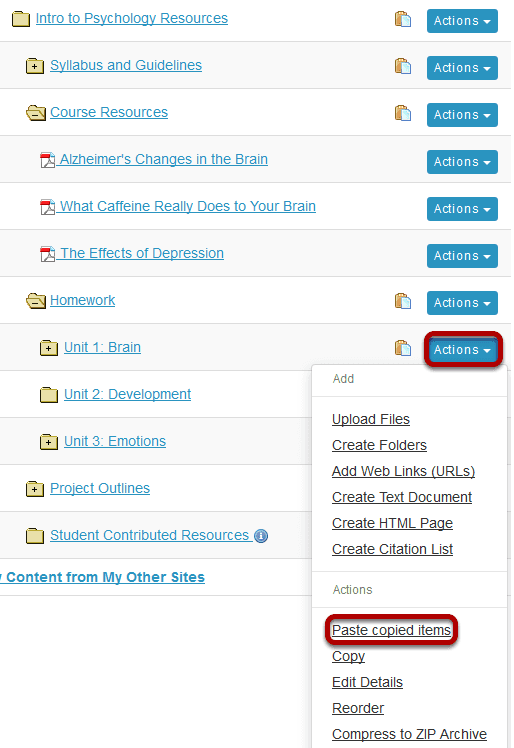 Intro to Psychology Resources Actions
Syllabus and Guidelines Actions
Course Resources Actions
Alzheimer's Changes in the Brain Actions
What Caffeine Really Does to Your Brain Actions
The Effects of Depression Actions
Homework Actions
Unit 1: Brain Actions
Add
Unit 2: Development
Upload Files
Unit 3: Emotions
Create Folders
Add Web Links (URLs)
Project Outlines
Create Text Document
Create HTML Page
Student Contributed Resources
Create Citation List
Content from My Other Sites
Actions
Paste copied items
Copy
Edit Details
Reorder
Compress to ZIP Archive